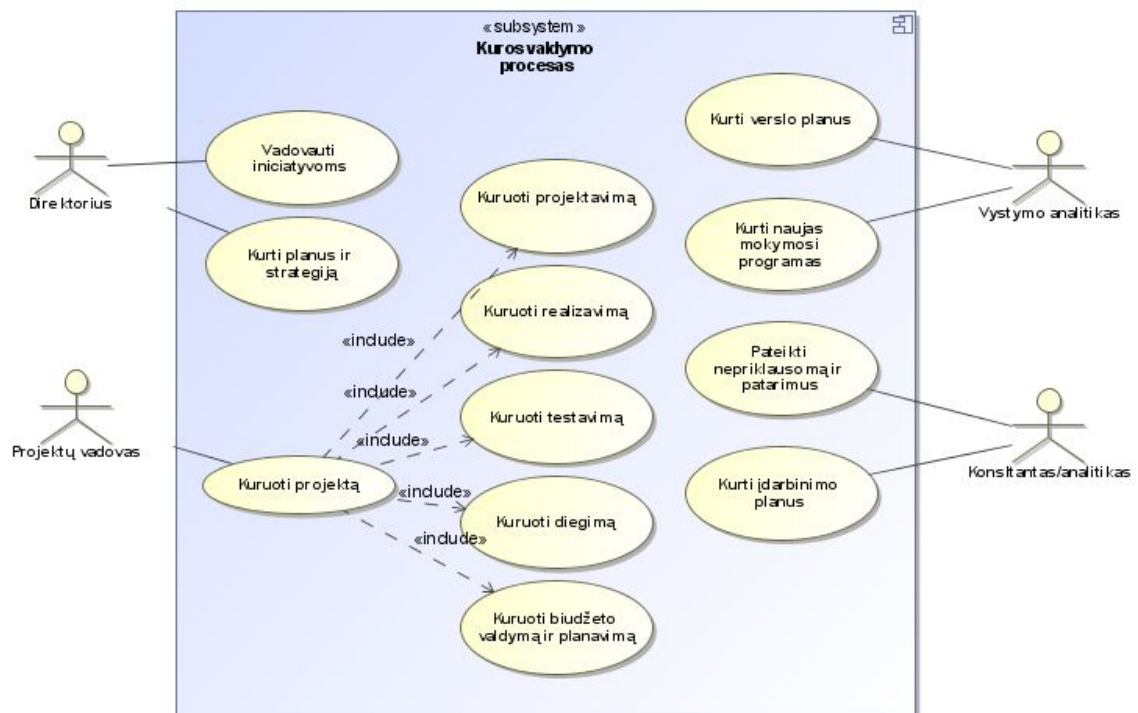 «subsystem»
Kuros valdymo
procesas
Direktorius
Vadovauti
iniciatyvoms
Kurti planus ir
strategiją
Projektų vadovas
Kuruoti projektą
«include»
«include»
«include»
«include»
«include»
Kuruoti projektavimą
Kuruoti realizavimą
Kuruoti testavimą
Kuruoti diegimą
Kuruoti biudžeto
valdymą ir planavimą
Kurti verslo planus
Kurti naujas
mokymosi
programas
Vystymo analitikas
Pateikti
nepriklausomą ir
patarimus
Kurti įdarbinimo
planus
Konsltantas/analitikas